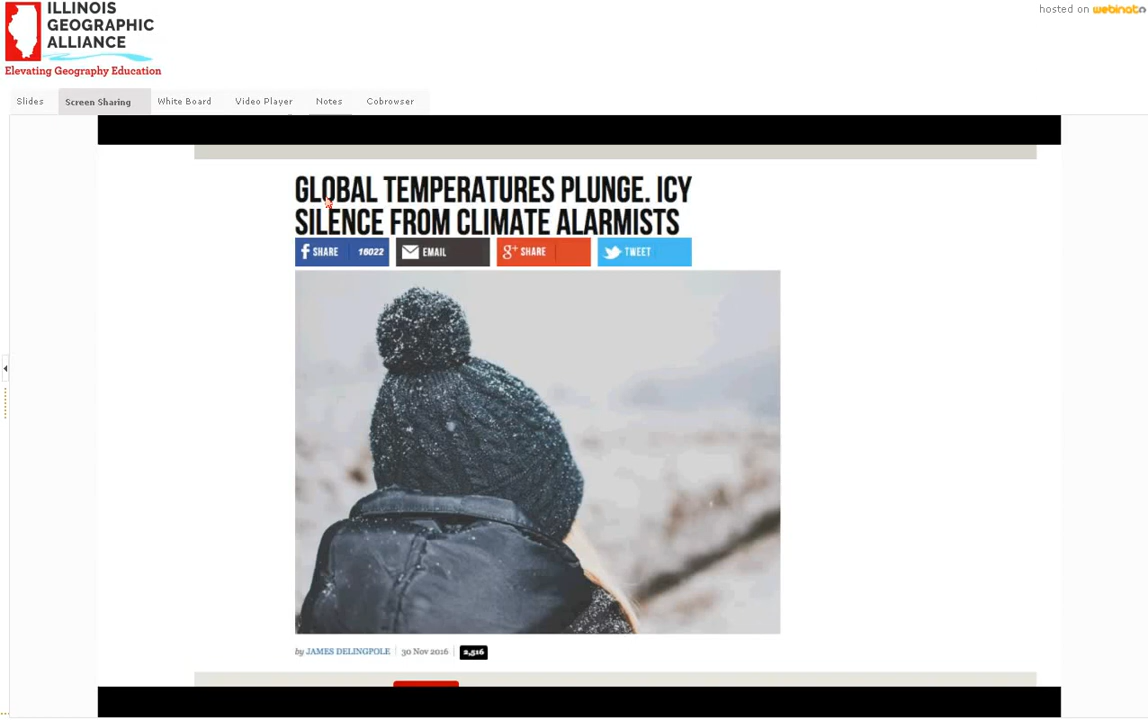 ILLINOIS
GEOGRAPHIC
ALLIANCE
Elevating Geography Education
hosted on webinato
Slides Screen Sharing White Board Video Player Notes Cobrowser
GLOBAL TEMPERATURES PLUNGE. ICY
SILENCE FROM CLIMATE ALARMISTS
f SHARE 16022 EMAIL g+ SHARE TWEET
by JAMES DELINGPOLE 30 Nov 2016 2,516